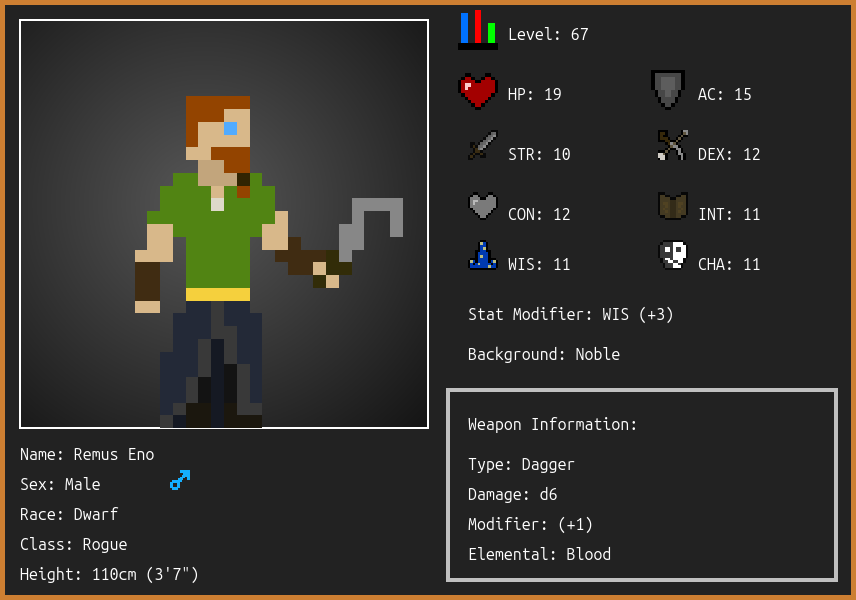 Level: 67
HP: 19
AC: 15
STR: 10
DEX: 12
CON: 12
INT: 11
WIS: 11
CHA: 11
Stat Modifier: WIS (+3)
Background: Noble
Weapon Information:
Type: Dagger
Damage: d6
Modifier: (+1)
Elemental: Blood
Name: Remus Eno
Sex: Male
Race: Dwarf
Class: Rogue
Height: 110cm (3'7")